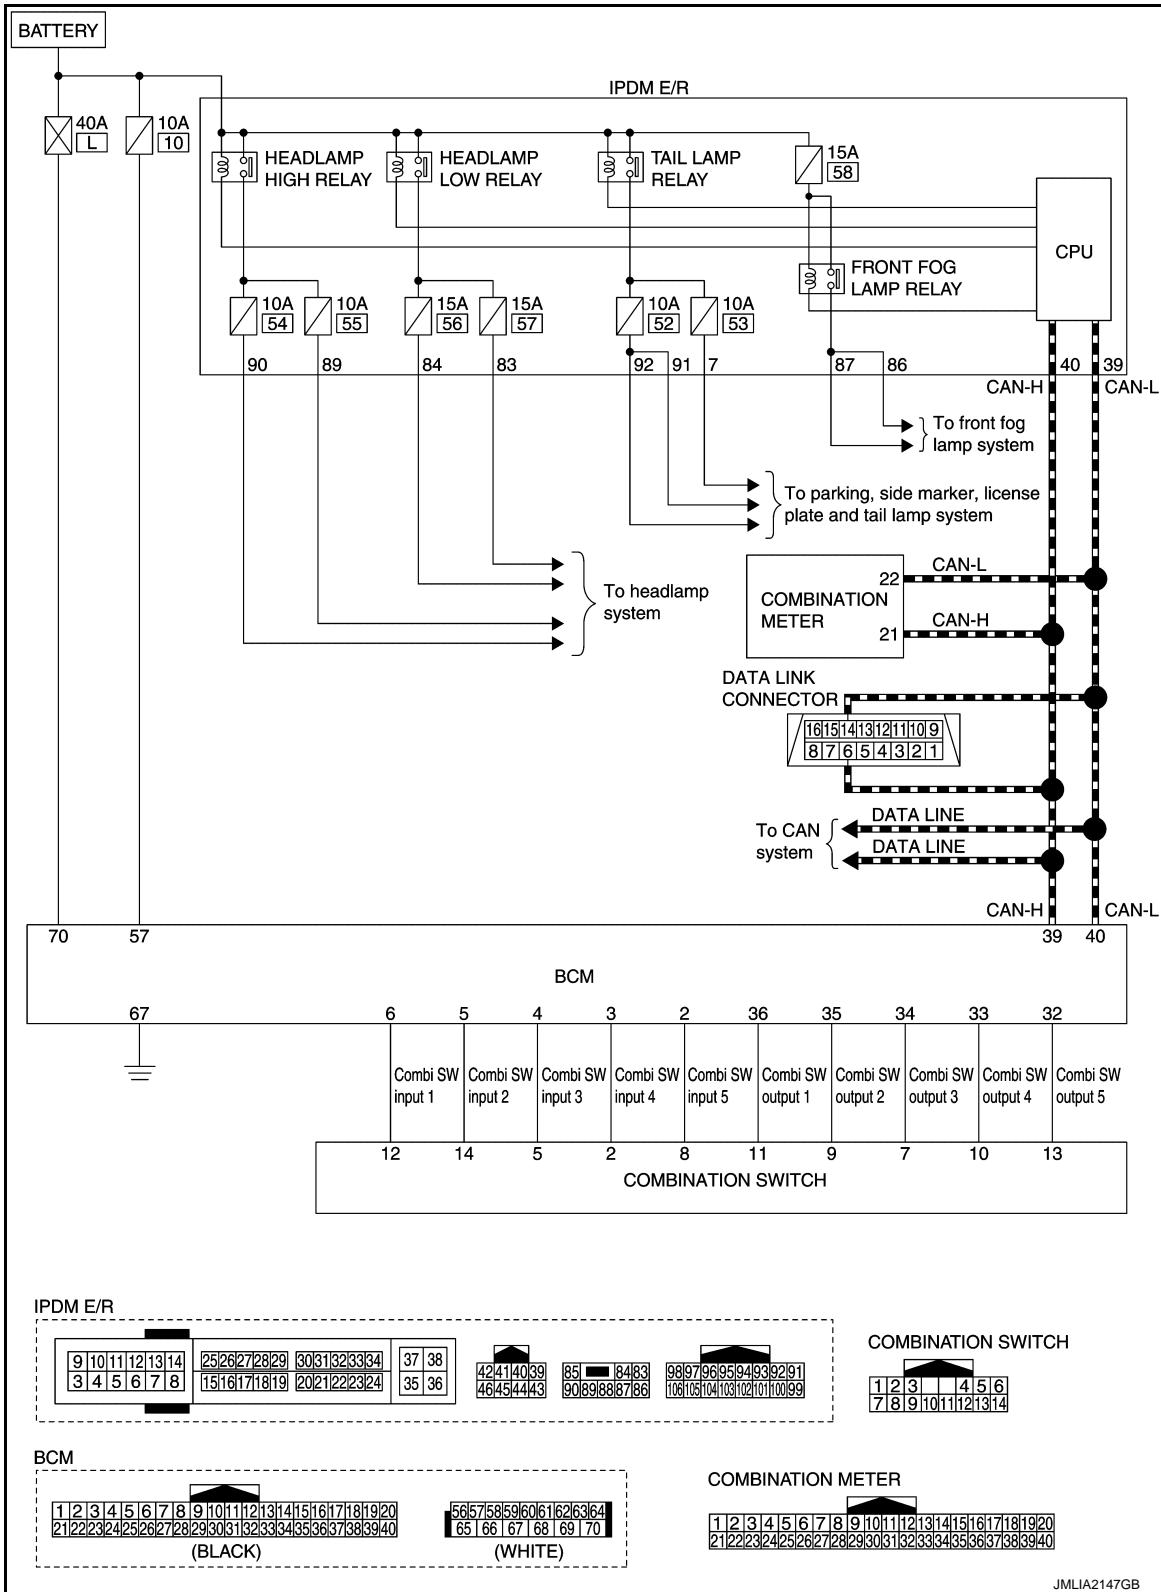 BATTERY
IPDM E/R
40A
L
10A
10
HEADLAMP
HIGH RELAY
HEADLAMP
LOW RELAY
TAIL LAMP
RELAY
15A
58
CPU
FRONT FOG
LAMP RELAY
10A
54
10A
55
15A
56
15A
57
10A
52
10A
53
90 89 84 83 92 91 7 87 86 40 39
CAN-H CAN-L
To front fog
lamp system
To parking, side marker, license
plate and tail lamp system
To headlamp
system
COMBINATION
METER
22 CAN-L
21 CAN-H
DATA LINK
CONNECTOR
16 15 14 13 12 11 10 9
8 7 6 5 4 3 2 1
To CAN
system
DATA LINE
DATA LINE
CAN-H CAN-L
70 57 39 40
BCM
67 6 5 4 3 2 36 35 34 33 32
Combi SW
input 1
Combi SW
input 2
Combi SW
input 3
Combi SW
input 4
Combi SW
input 5
Combi SW
output 1
Combi SW
output 2
Combi SW
output 3
Combi SW
output 4
Combi SW
output 5
12 14 5 2 8 11 9 7 10 13
COMBINATION SWITCH
IPDM E/R
9 10 11 12 13 14 25 26 27 28 29 30 31 32 33 34 37 38
3 4 5 6 7 8 15 16 17 18 19 20 21 22 23 24 35 36
42 41 40 39
46 45 44 43
85 84 83
90 89 88 87 86
98 97 96 95 94 93 92 91
106 105 104 103 102 101 100 99
COMBINATION SWITCH
1 2 3 4 5 6
7 8 9 10 11 12 13 14
BCM
1 2 3 4 5 6 7 8 9 10 11 12 13 14 15 16 17 18 19 20
21 22 23 24 25 26 27 28 29 30 31 32 33 34 35 36 37 38 39 40
(BLACK)
56 57 58 59 60 61 62 63 64
65 66 67 68 69 70
(WHITE)
COMBINATION METER
1 2 3 4 5 6 7 8 9 10 11 12 13 14 15 16 17 18 19 20
21 22 23 24 25 26 27 28 29 30 31 32 33 34 35 36 37 38 39 40
JMLIA2147GB